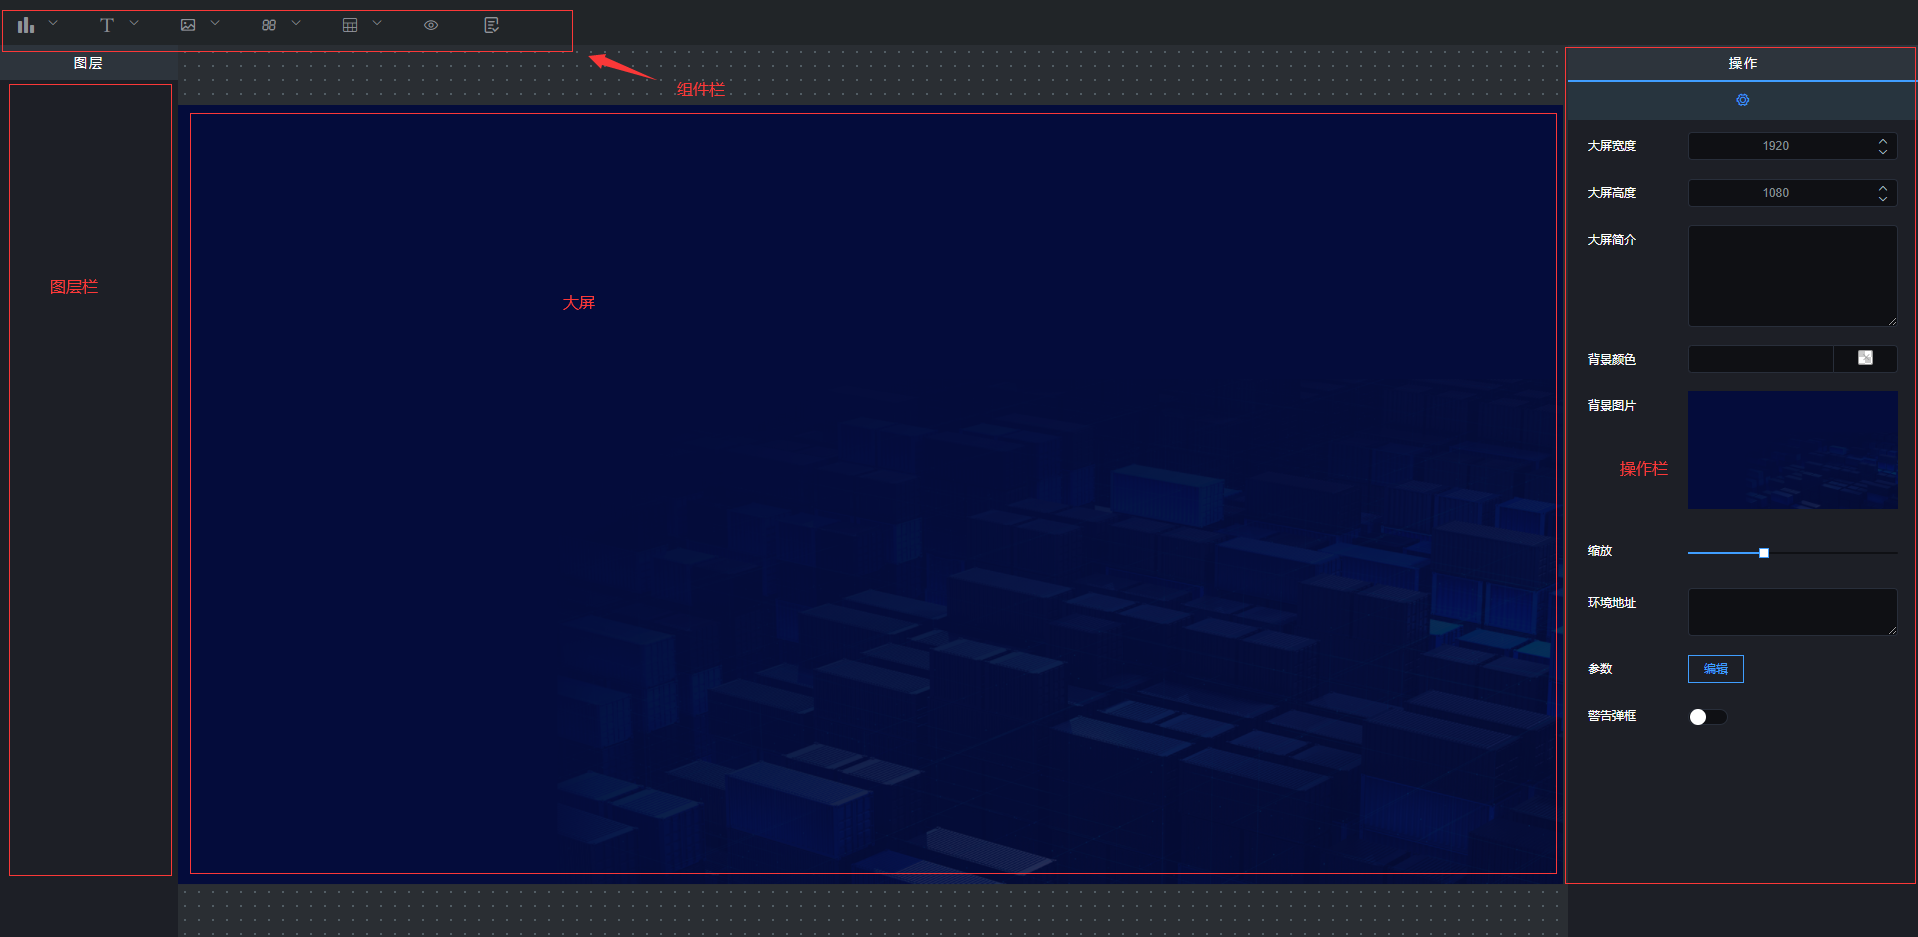 图层
组件栏
图层栏
大屏
操作
大屏宽度
1920
大屏高度
1080
大屏简介
背景颜色
背景图片
操作栏
缩放
环境地址
参数
编辑
警告弹框